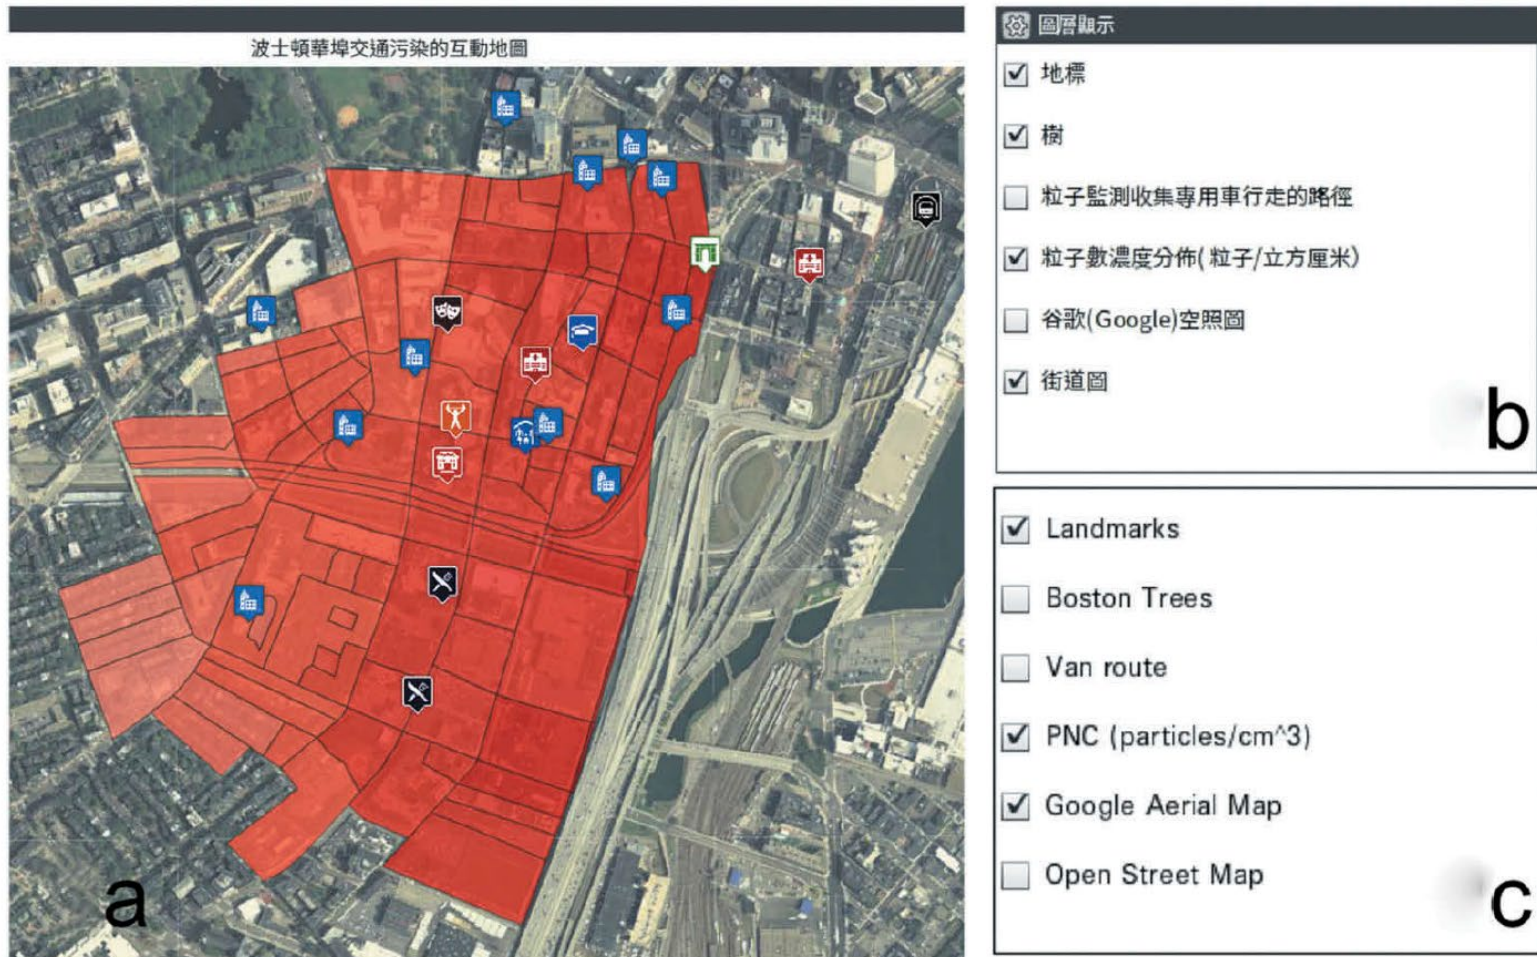 波士頓華埠交通污染的互動地圖
a
圖層顯示
地標
樹
粒子監測收集專用車行走的路徑
粒子數濃度分佈(粒子/立方厘米)
谷歌(Google)空照圖
街道圖
b
Landmarks
Boston Trees
Van route
PNC (particles/cm^3)
Google Aerial Map
Open Street Map
c